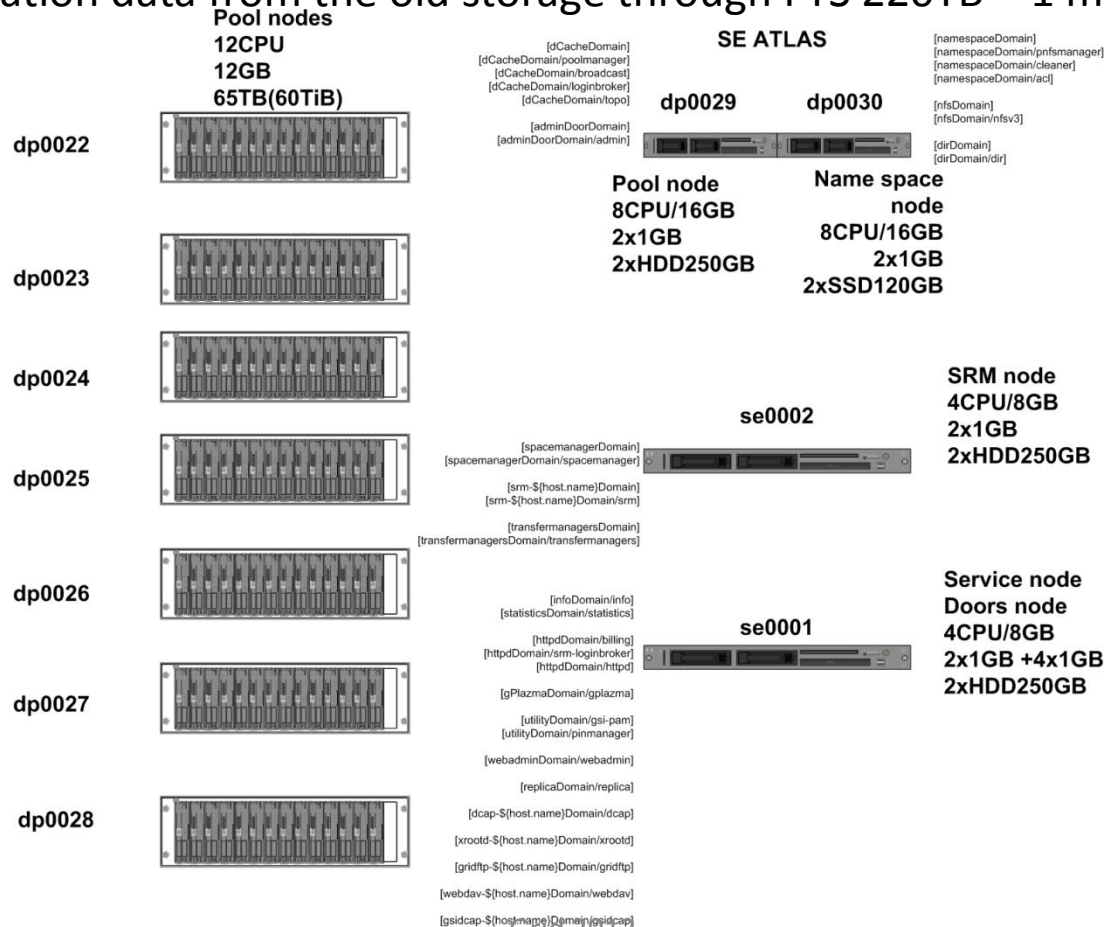 Pool nodes
12CPU
12GB
65TB(60TiB)
dp0022
dp0023
dp0024
dp0025
dp0026
dp0027
dp0028
SE ATLAS
[dCacheDomain]
[dCacheDomain/poolmanager]
[dCacheDomain/broadcast]
[dCacheDomain/loginbroker]
[dCacheDomain/topo]
[adminDoorDomain]
[adminDoorDomain/admin]
dp0029
dp0030
[namespaceDomain]
[namespaceDomain/pnfsmanager]
[namespaceDomain/cleaner]
[namespaceDomain/acl]
[nfsDomain]
[nfsDomain/nfsv3]
[dirDomain]
[dirDomain/dir]
Pool node
8CPU/16GB
2x1GB
2xHDD250GB
Name space
node
8CPU/16GB
2x1GB
2xSSD120GB
se0002
[spacemanagerDomain]
[spacemanagerDomain/spacemanager]
[srm-${host.name}Domain]
[srm-${host.name}Domain/srm]
[transfermanagersDomain]
[transfermanagersDomain/transfermanagers]
SRM node
4CPU/8GB
2x1GB
2xHDD250GB
[infoDomain/info]
[statisticsDomain/statistics]
[httpdDomain/billing]
[httpdDomain/srm-loginbroker]
[httpdDomain/httpd]
[gPlazmaDomain/gplazma]
[utilityDomain/gsi-pam]
[utilityDomain/pinmanager]
[webadminDomain/webadmin]
[replicaDomain/replica]
[dcap-${host.name}Domain/dcap]
[xrootd-${host.name}Domain/xrootd]
[gridftp-${host.name}Domain/gridftp]
[webdav-${host.name}Domain/webdav]
[gsidcap-${host.name}Domain/gsidcap]
se0001
Service node
Doors node
4CPU/8GB
2x1GB +4x1GB
2xHDD250GB